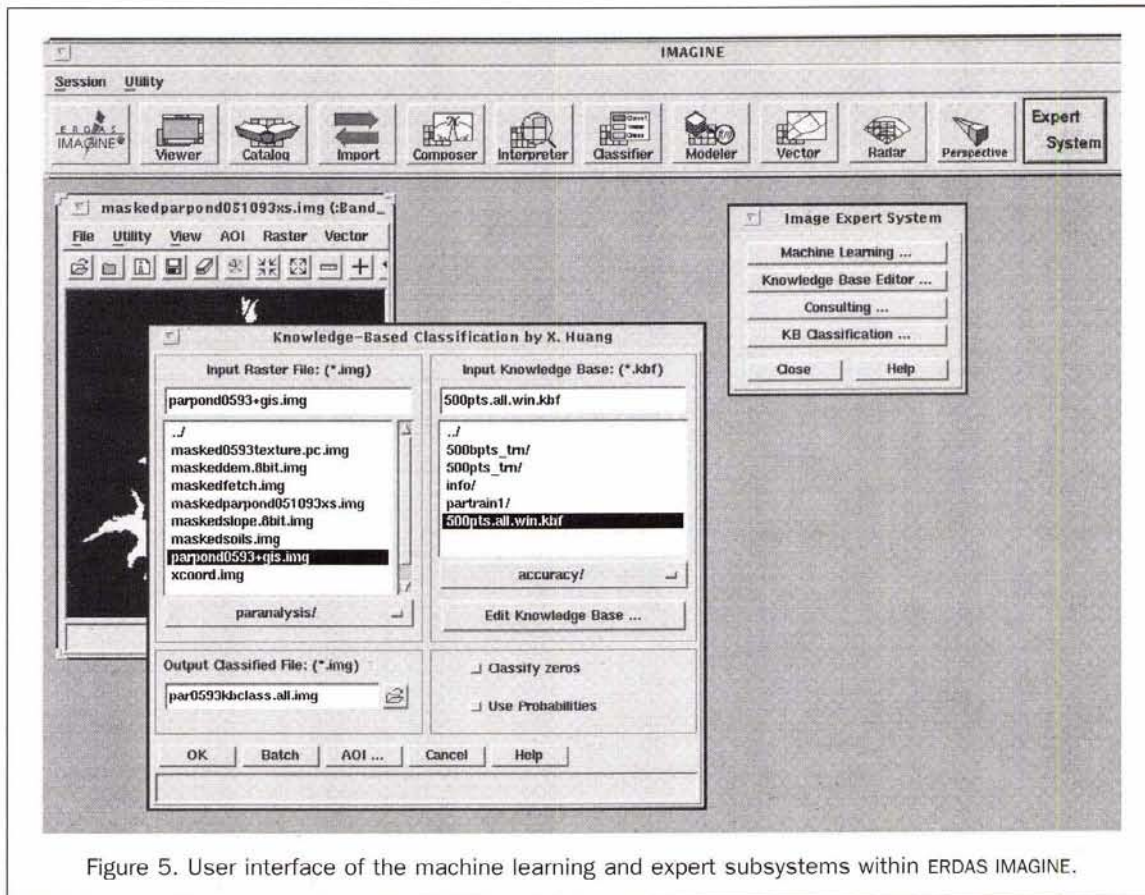 IMAGINE
Session Utility
ERDAS
IMAGINE®
Viewer
Catalog
Import
Composer
Interpreter
Classifier
Modeler
Vector
Radar
Perspective
Expert
System
maskedparpond051093xs.img (:Band_
File Utility View AOI Raster Vector
Image Expert System
Machine Learning ...
Knowledge Base Editor ...
Consulting ...
KB Classification ...
Close Help
Knowledge-Based Classification by X. Huang
Input Raster File: (*.img)
parpond0593+gis.img
../
masked0593texture.pc.img
maskeddem.8bit.img
maskedfetch.img
maskedparpond051093xs.img
maskedslope.8bit.img
maskedsoils.img
parpond0593+gis.img
xcoord.img
paranalysis/
Input Knowledge Base: (*.kbf)
500pts.all.win.kbf
../
500bpts_trn/
500pts_trn/
info/
partrain1/
500pts.all.win.kbf
accuracy/
Edit Knowledge Base ...
Output Classified File: (*.img)
par0593kbclass.all.img
Classify zeros
Use Probabilities
OK Batch AOI ... Cancel Help
Figure 5. User interface of the machine learning and expert subsystems within ERDAS IMAGINE.